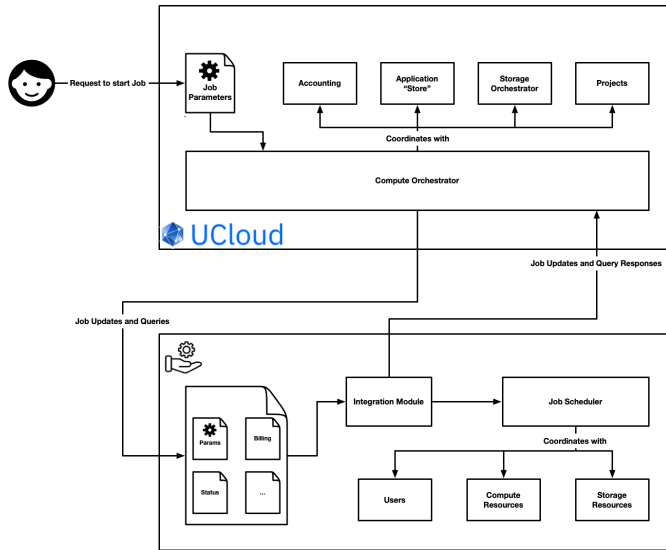 Request to start Job
Job
Parameters
Accounting
Application
“Store”
Storage
Orchestrator
Projects
Coordinates with
Compute Orchestrator
UCloud
Job Updates and Query Responses
Job Updates and Queries
Params
Billing
Status
...
Integration Module
Job Scheduler
Coordinates with
Users
Compute
Resources
Storage
Resources